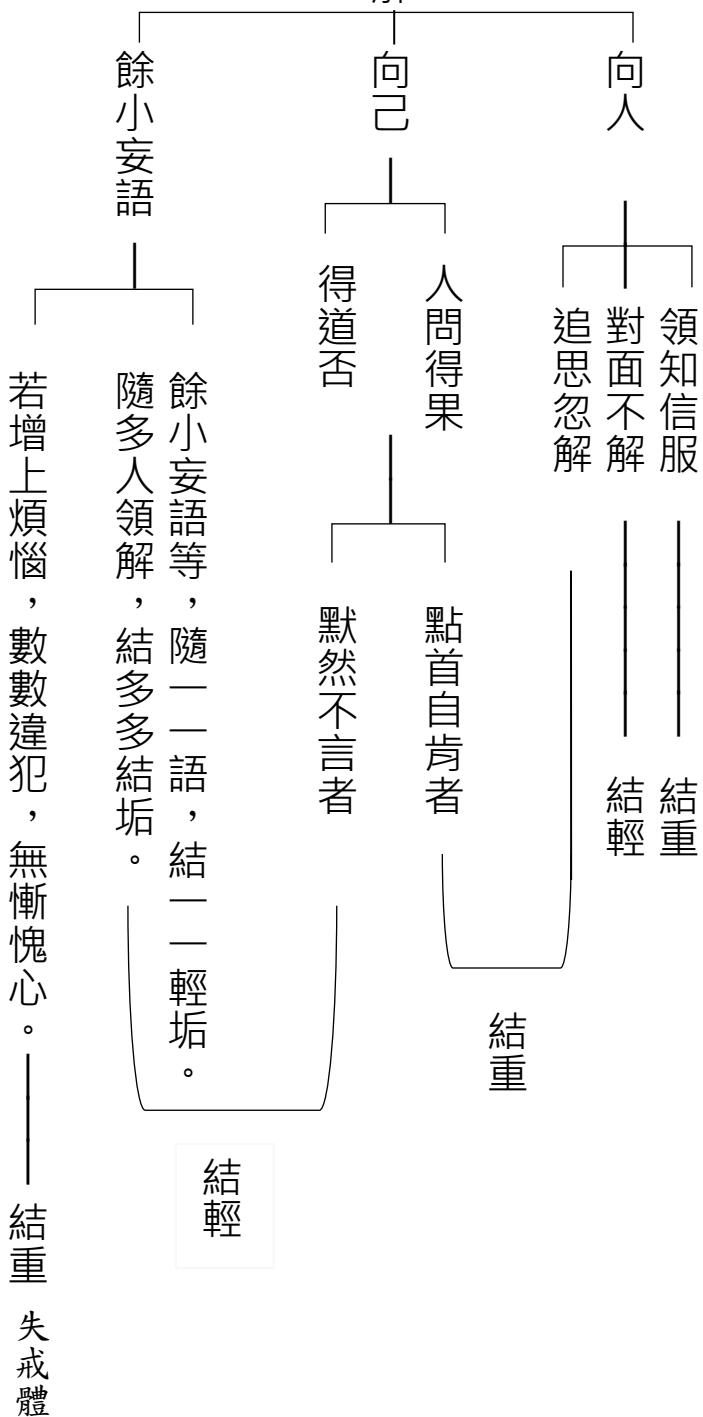 向人
領知信服
結重
對面不解
結輕
追思忽解
向己
人問得果
得道否
點首自肯者
結重
默然不言者
餘小妄語
餘小妄語等，隨一一語，結一一輕垢。
隨多人領解，結多多結垢。
結輕
若增上煩惱，數數違犯，無慚愧心。
結重 失戒體